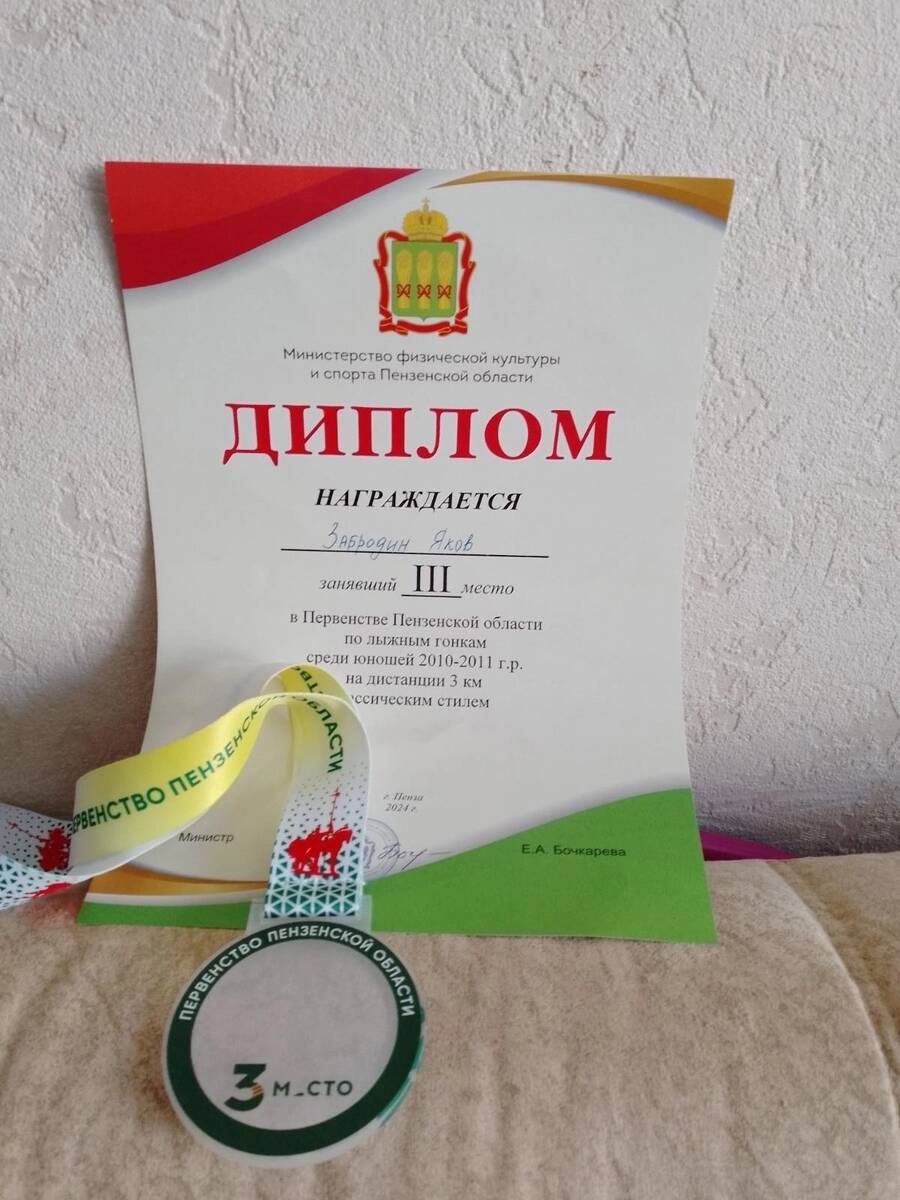 Министерство физической культуры
и спорта Пензенской области
ДИПЛОМ
НАГРАЖДАЕТСЯ
Забродин Яков
занявший III место
в Первенстве Пензенской области
по лыжным гонкам
среди юношей 2010-2011 г.р.
на дистанции 3 км
ассическим стилем
г. Пенза
2024 г.
Министр
Е.А. Бочкарева
ЕРВЕНСТВО ПЕНЗЕНСКОЙ
ОБЛАСТИ
ПЕРВЕНСТВО ПЕНЗЕНСКОЙ ОБЛАСТИ
3 М_СТО